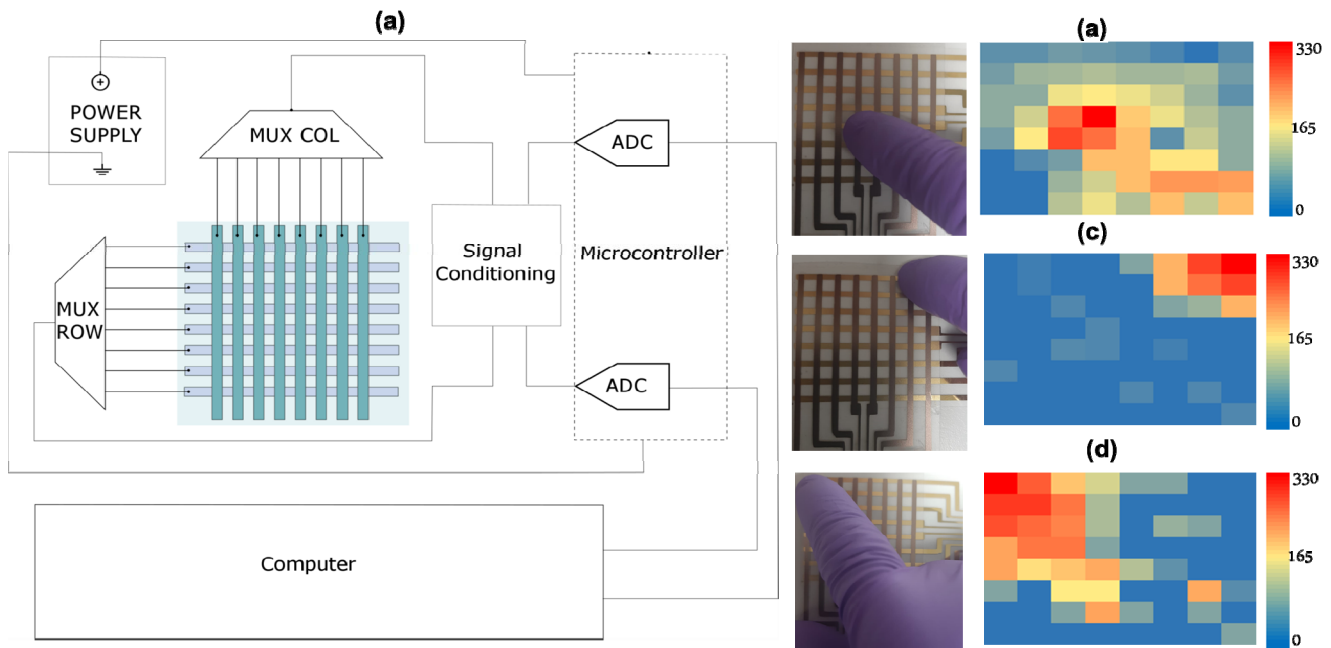 (a)
POWER
SUPPLY
MUX COL
ADC
Signal
Conditioning
Microcontroller
MUX
ROW
ADC
Computer
(a)
330
165
0
(c)
330
165
0
(d)
330
165
0